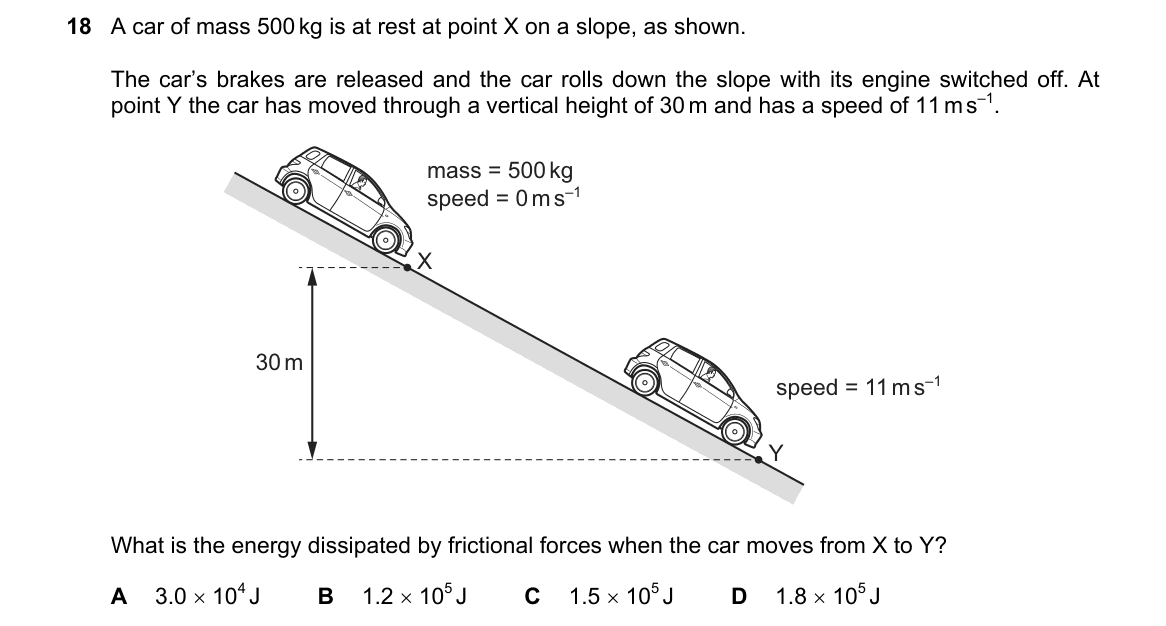 18 A car of mass 500 kg is at rest at point X on a slope, as shown.
The car's brakes are released and the car rolls down the slope with its engine switched off. At
point Y the car has moved through a vertical height of 30 m and has a speed of 11 m s⁻¹.
mass = 500 kg
speed = 0 m s⁻¹
X
30 m
speed = 11 m s⁻¹
Y
What is the energy dissipated by frictional forces when the car moves from X to Y?
A 3.0 × 10⁴ J B 1.2 × 10⁵ J C 1.5 × 10⁵ J D 1.8 × 10⁵ J